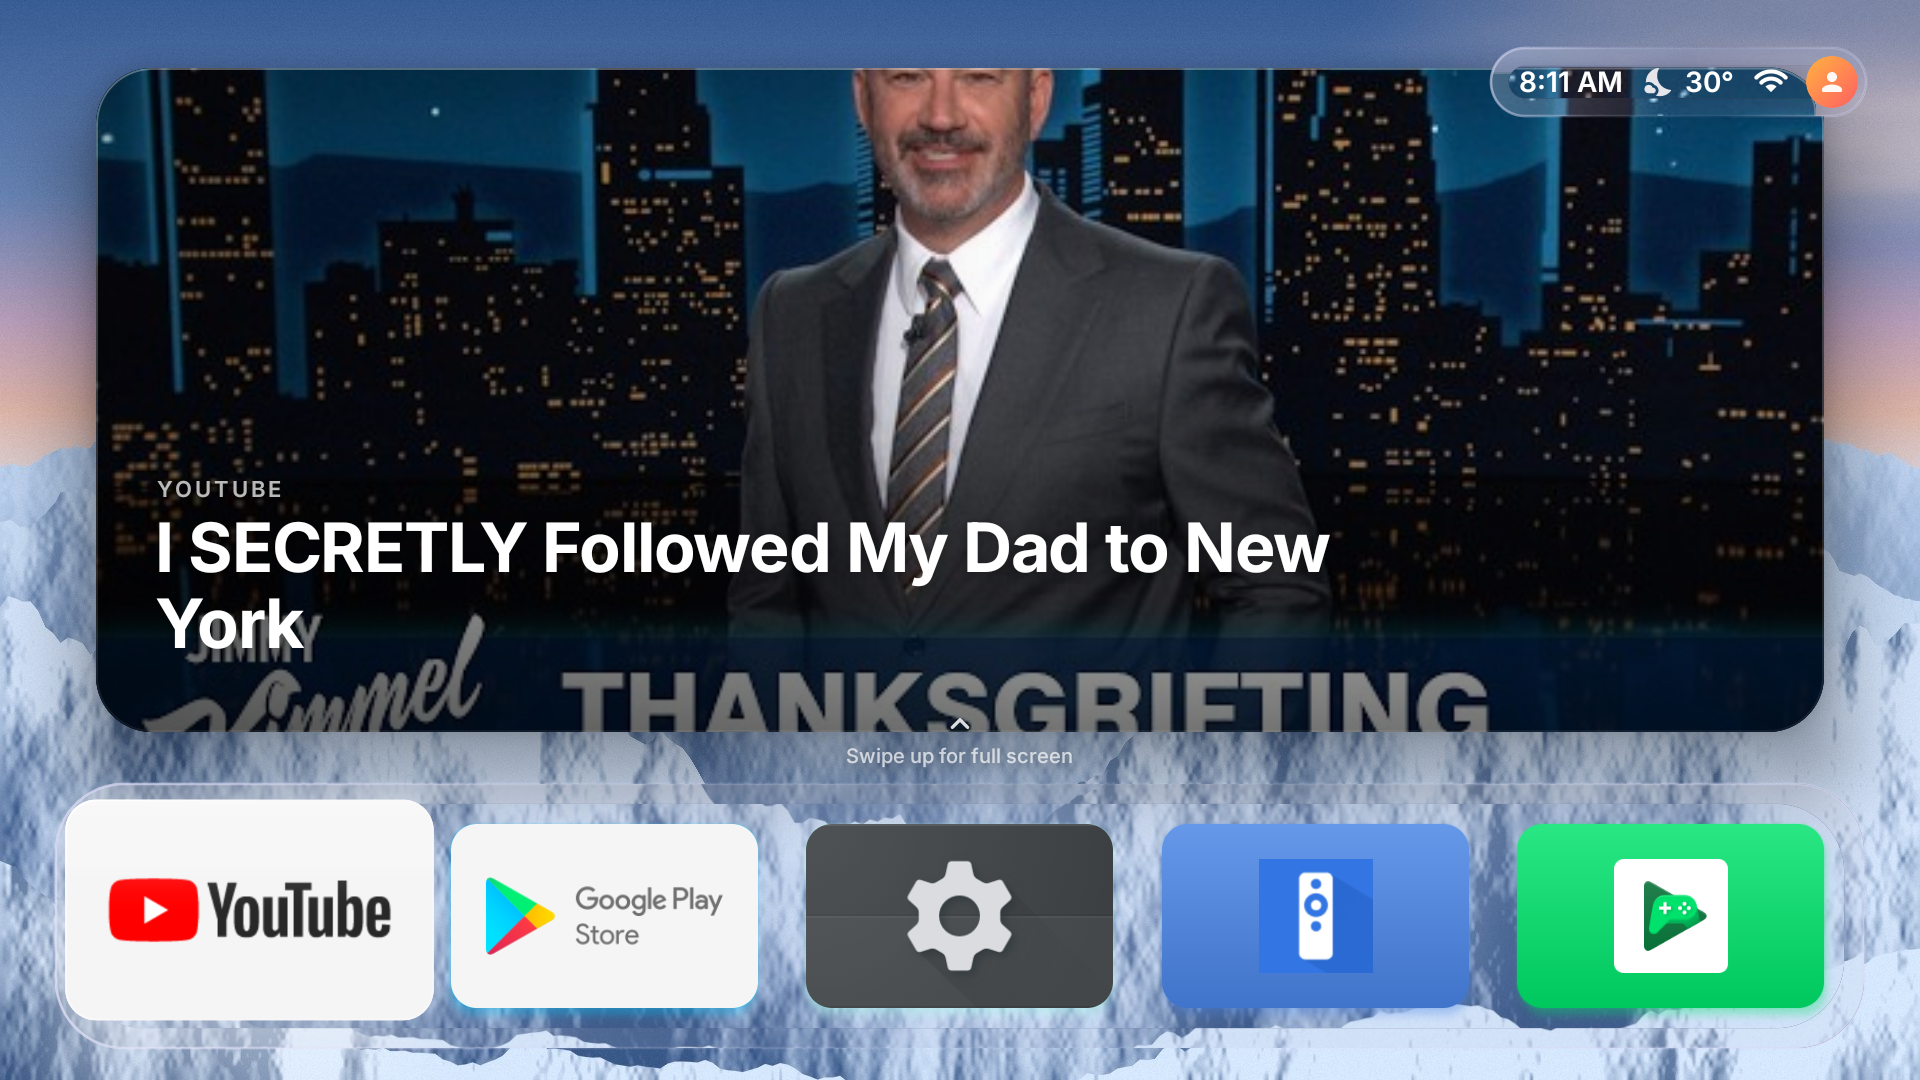 8:11 AM 30°
YOUTUBE
I SECRETLY Followed My Dad to New
York
JIMMY
Kimmel
THANKSGRIFTING
Swipe up for full screen
YouTube
Google Play
Store